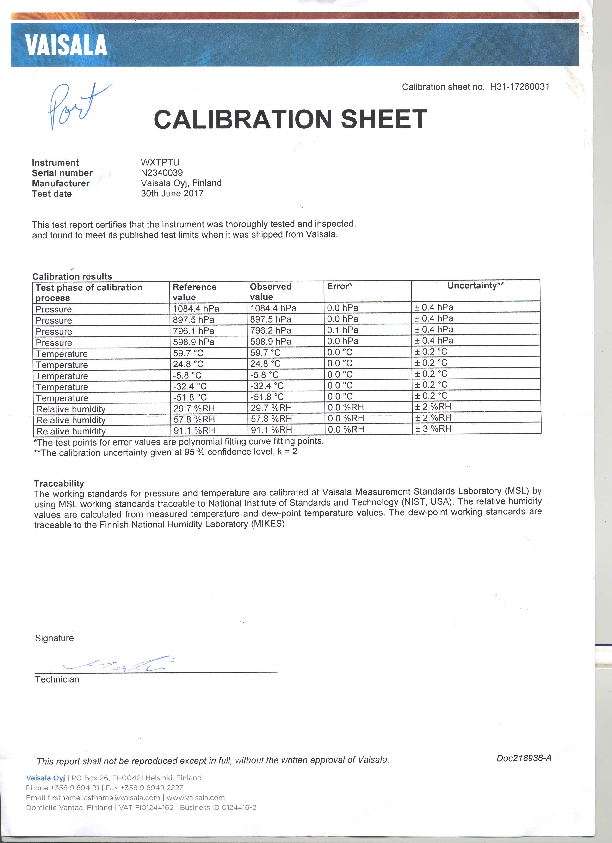 VAISALA
Calibration sheet no. H31-17260031
Port
CALIBRATION SHEET
Instrument WXTPTU
Serial number N2340039
Manufacturer Vaisala Oyj, Finland
Test date 30th June 2017
This test report certifies that the instrument was thoroughly tested and inspected,
and found to meet its published test limits when it was shipped from Vaisala.
Calibration results
Test phase of calibration process Reference value Observed value Error* Uncertainty**
Pressure 1084.4 hPa 1084.4 hPa 0.0 hPa ± 0.4 hPa
Pressure 897.5 hPa 897.5 hPa 0.0 hPa ± 0.4 hPa
Pressure 796.1 hPa 796.2 hPa 0.1 hPa ± 0.4 hPa
Pressure 598.9 hPa 598.9 hPa 0.0 hPa ± 0.4 hPa
Temperature 59.7 °C 59.7 °C 0.0 °C ± 0.2 °C
Temperature 24.8 °C 24.8 °C 0.0 °C ± 0.2 °C
Temperature -5.8 °C -5.8 °C 0.0 °C ± 0.2 °C
Temperature -32.4 °C -32.4 °C 0.0 °C ± 0.2 °C
Temperature -51.8 °C -51.8 °C 0.0 °C ± 0.2 °C
Relative humidity 29.7 %RH 29.7 %RH 0.0 %RH ± 2 %RH
Relative humidity 57.8 %RH 57.8 %RH 0.0 %RH ± 2 %RH
Relative humidity 91.1 %RH 91.1 %RH 0.0 %RH ± 3 %RH
*The test points for error values are polynomial fitting curve fitting points.
**The calibration uncertainty given at 95 % confidence level, k = 2
Traceability
The working standards for pressure and temperature are calibrated at Vaisala Measurement Standards Laboratory (MSL) by
using MSL working standards traceable to National Institute of Standards and Technology (NIST, USA). The relative humidity
values are calculated from measured temperature and dew-point temperature values. The dew-point working standards are
traceable to the Finnish National Humidity Laboratory (MIKES).
Signature
Technician
This report shall not be reproduced except in full, without the written approval of Vaisala.
Doc218938-A
Vaisala Oyj | PO Box 26, FI-00421 Helsinki, Finland
Phone +358 9 894 91 | Fax +358 9 8949 2227
Email firstname.lastname@vaisala.com | www.vaisala.com
Domicile Vantaa, Finland | VAT FI01244162 | Business ID 0124416-2